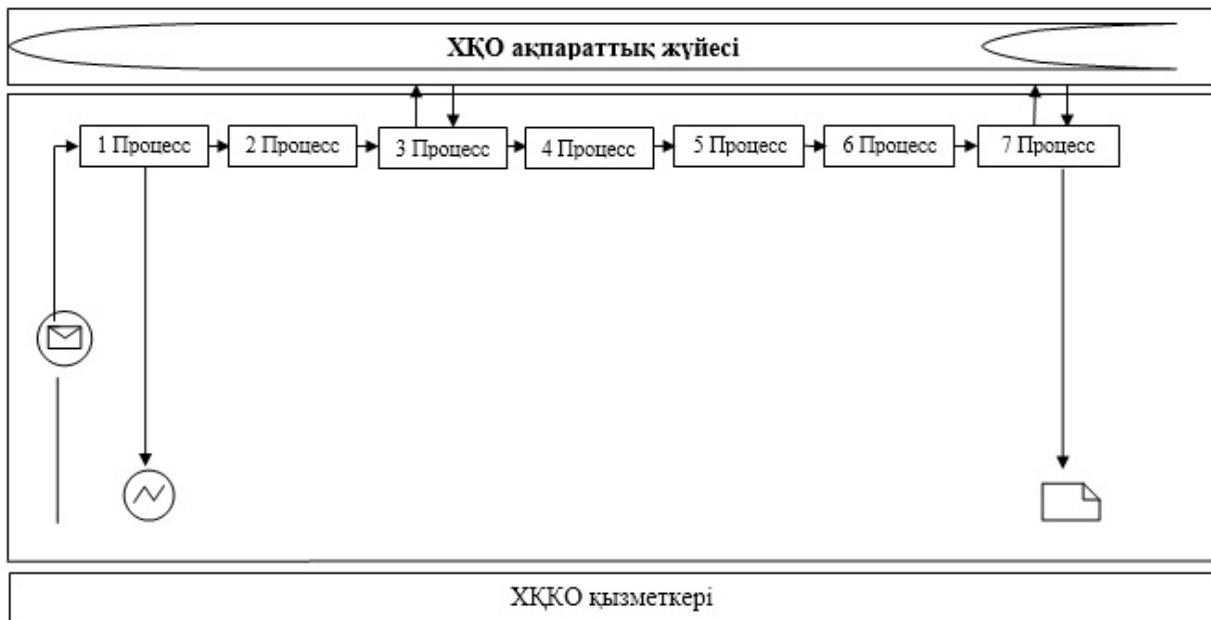 ХҚО ақпараттық жүйесі
1 Процесс
2 Процесс
3 Процесс
4 Процесс
5 Процесс
6 Процесс
7 Процесс
ХҚКО қызметкері